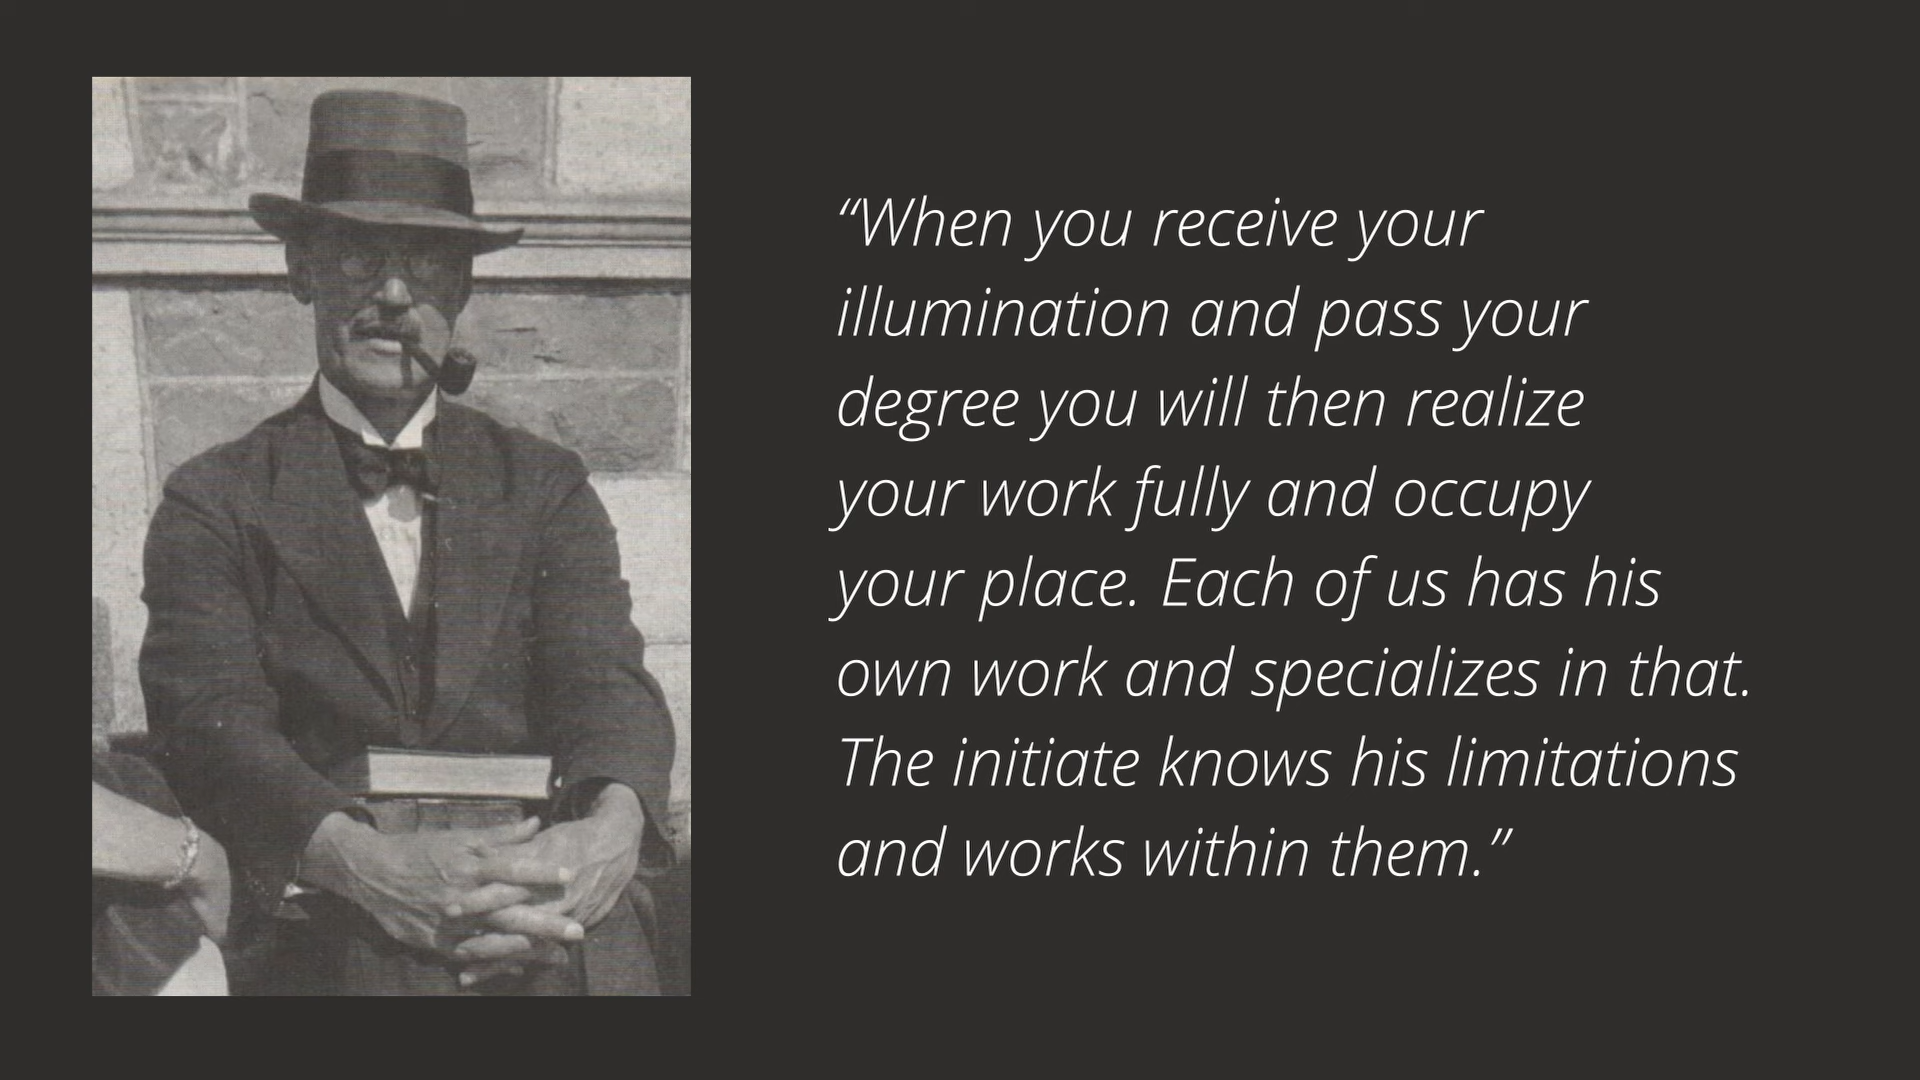 “When you receive your
illumination and pass your
degree you will then realize
your work fully and occupy
your place. Each of us has his
own work and specializes in that.
The initiate knows his limitations
and works within them.”